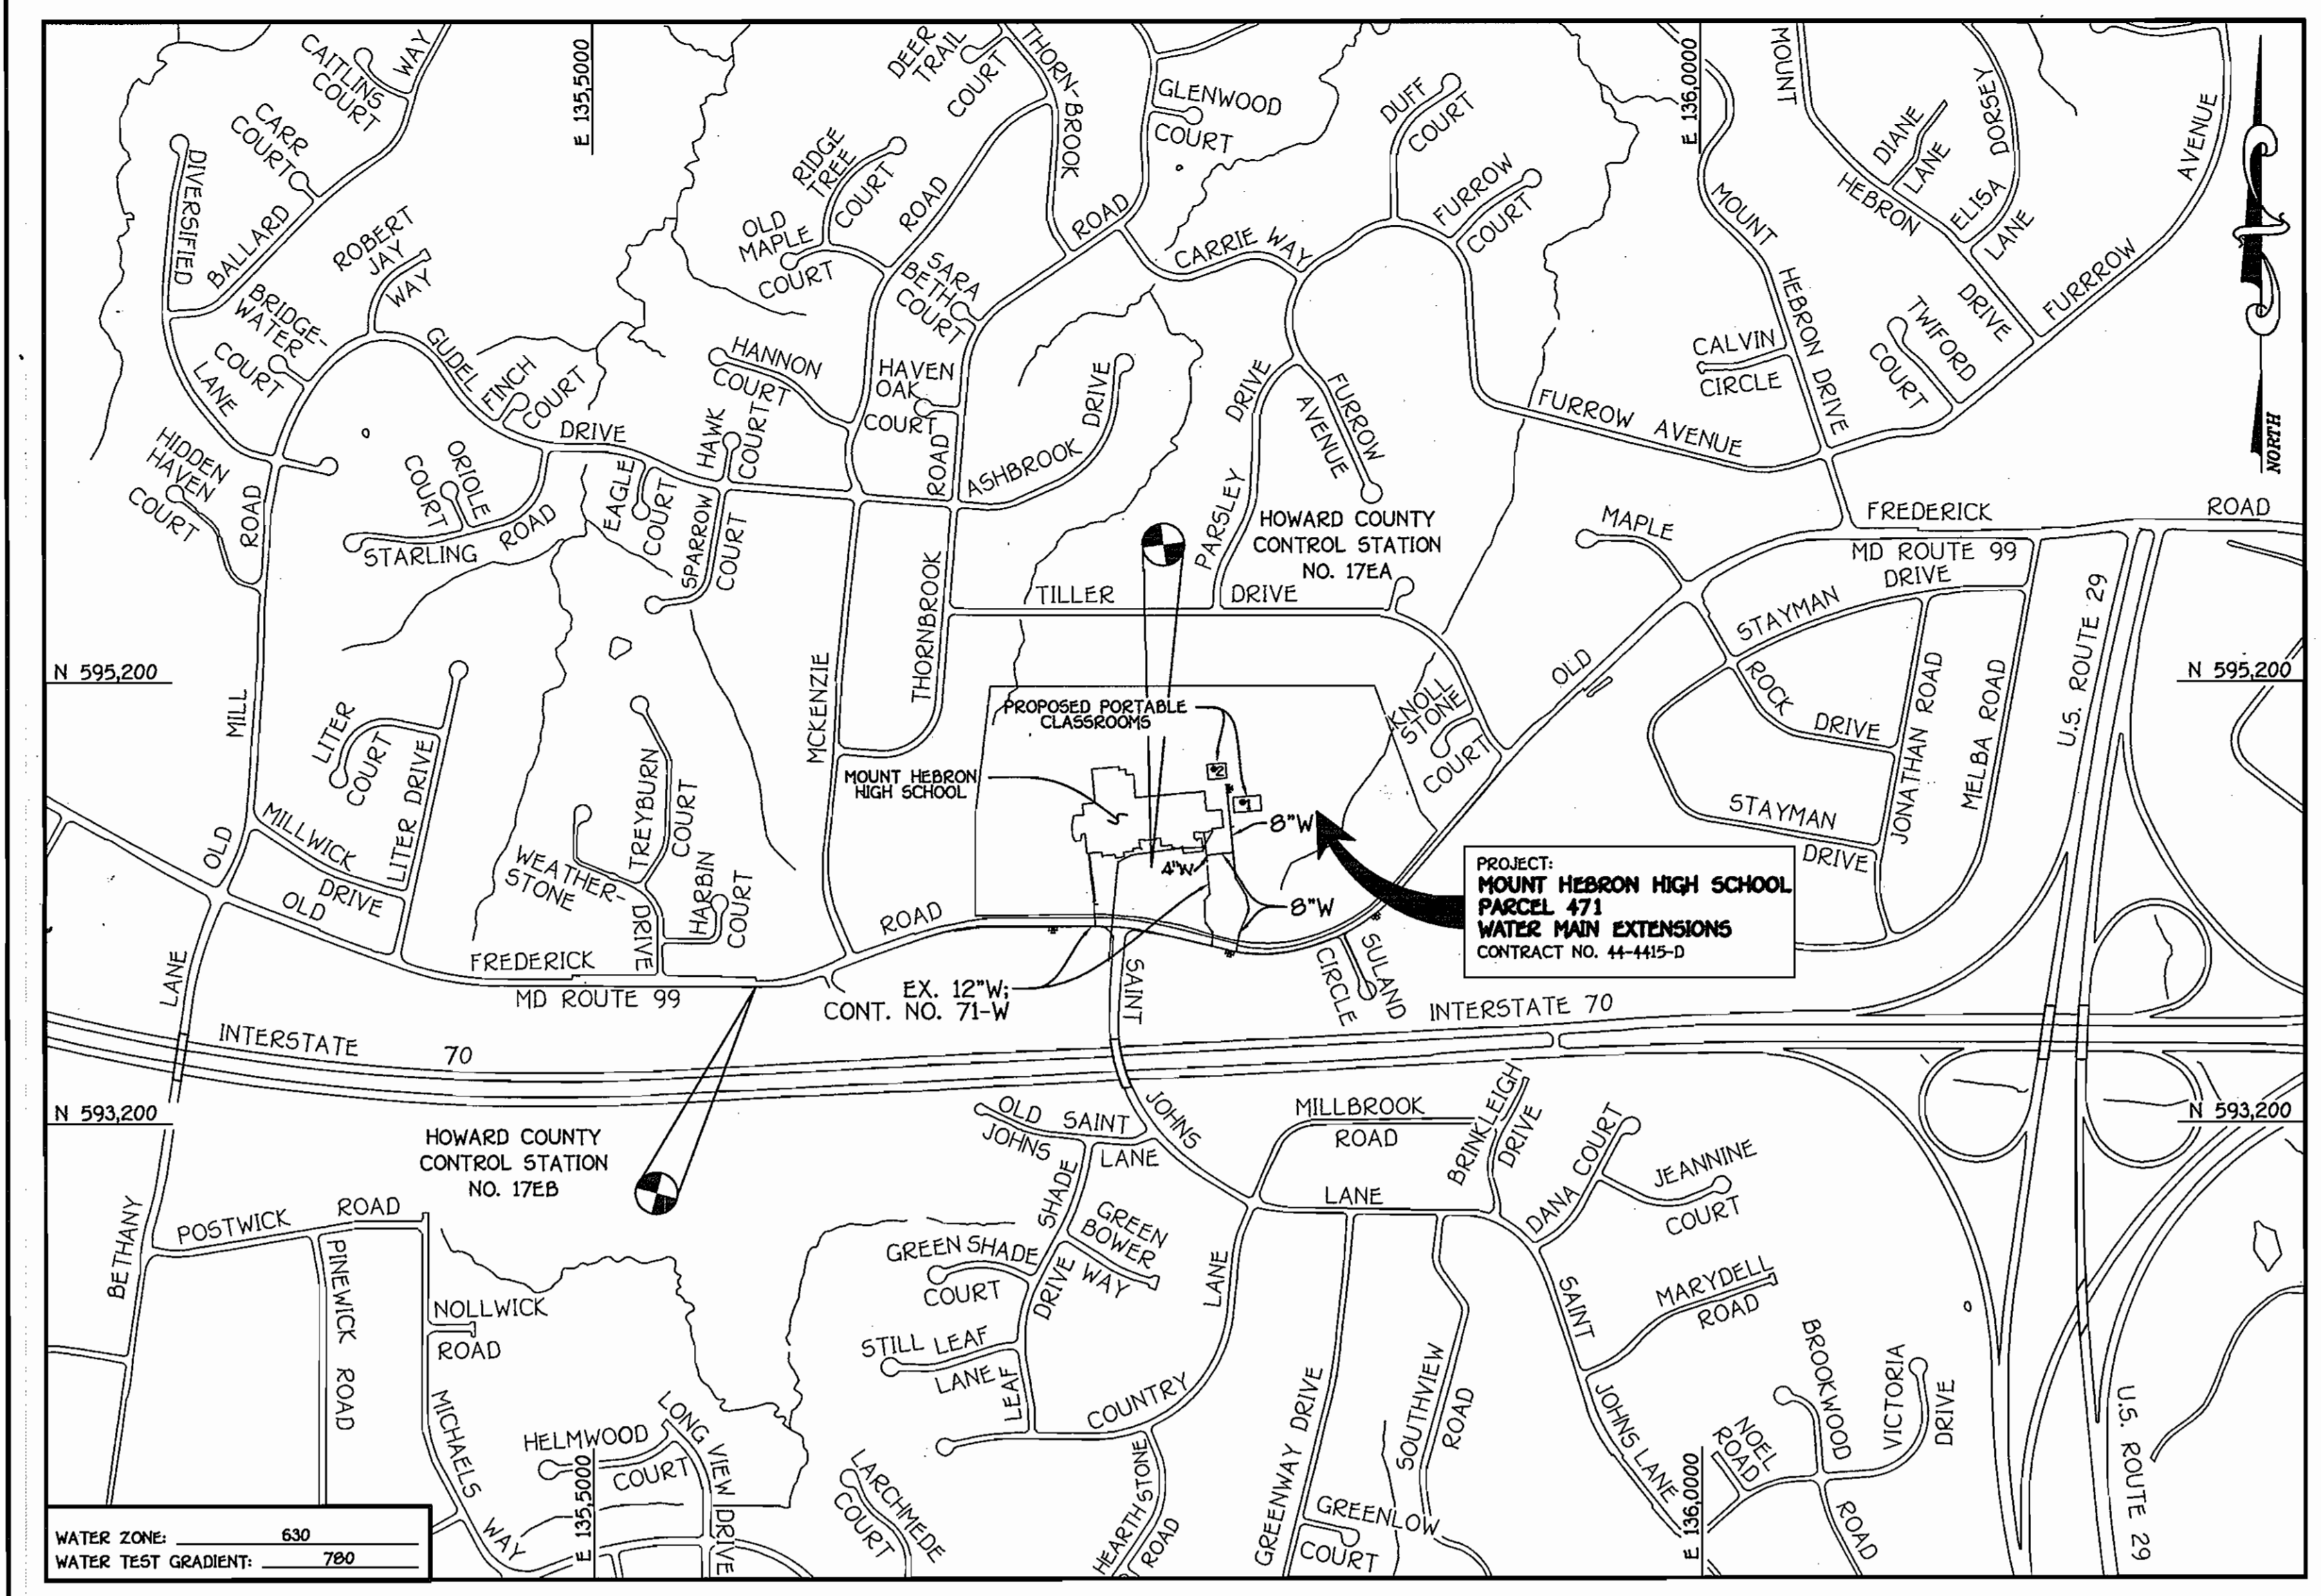 CAITLINS
COURT
WAY
CARR
COURT
DIVERSIFIED
LANE
BALLARD
ROBERT
JAY
WAY
BRIDGE-
WATER
COURT
GUDEL
DRIVE
FINCH
COURT
HIDDEN
HAVEN
COURT
ORIOLE
COURT
STARLING ROAD
EAGLE
COURT
HAWK
COURT
SPARROW
COURT
E 135,5000
DEER
TRAIL
COURT
THORN-
BROOK
ROAD
RIDGE
TREE
COURT
OLD
MAPLE
COURT
ROAD
SARA
BETH
COURT
HANNON
COURT
HAVEN
OAK
COURT
ROAD
ASHBROOK DRIVE
GLENWOOD
COURT
CARRIE WAY
DUFF
COURT
FURROW
COURT
PARSLEY DRIVE
FURROW
AVENUE
FURROW AVENUE
E 136,0000
MOUNT
HEBRON DRIVE
MOUNT
HEBRON
DRIVE
DIANE
LANE
ELISA DORSEY
LANE
FURRROW
AVENUE
CALVIN
CIRCLE
TWIFORD
COURT
NORTH
HOWARD COUNTY
CONTROL STATION
NO. 17EA
TILLER DRIVE
MAPLE
ROCK
DRIVE
FREDERICK ROAD
MD ROUTE 99
STAYMAN
DRIVE
STAYMAN
DRIVE
JONATHAN ROAD
MELBA ROAD
U.S. ROUTE 29
N 595,200
N 595,200
OLD
MILL
ROAD
LITER
COURT
LITER DRIVE
MILLWICK
DRIVE
TREYBURN
COURT
WEATHER-
STONE
DRIVE
HARBIN
COURT
MCKENZIE
THORNBROOK
PROPOSED PORTABLE
CLASSROOMS
MOUNT HEBRON
HIGH SCHOOL
#2
#1
8"W
4"W
8"W
KNOLL
STONE
COURT
OLD
PROJECT:
MOUNT HEBRON HIGH SCHOOL
PARCEL 471
WATER MAIN EXTENSIONS
CONTRACT NO. 44-4415-D
OLD
FREDERICK
ROAD
MD ROUTE 99
EX. 12"W;
CONT. NO. 71-W
SULAND
CIRCLE
INTERSTATE 70
INTERSTATE 70
N 593,200
N 593,200
HOWARD COUNTY
CONTROL STATION
NO. 17EB
BETHANY
LANE
POSTWICK ROAD
PINEWICK ROAD
NOLLWICK
ROAD
MICHAELS
WAY
HELMWOOD
COURT
LONG VIEW DRIVE
E 135,5000
SAINT
JOHNS
LANE
OLD SAINT
JOHNS
LANE
SHADE
DRIVE
GREEN
BOWER
WAY
GREEN SHADE
COURT
STILL LEAF
LANE
LEAF
COUNTRY
LANE
LARCHMEDE
COURT
HEARTHSTONE
ROAD
MILLBROOK
ROAD
BRINKLEIGH
DRIVE
DANA COURT
JEANNINE
COURT
SAINT
JOHNS LANE
MARYDELL
ROAD
GREENWAY DRIVE
SOUTHVIEW
ROAD
GREENLOW
COURT
E 136,0000
NOEL
ROAD
BROOKWOOD
ROAD
VICTORIA
DRIVE
U.S. ROUTE 29
WATER ZONE: 630
WATER TEST GRADIENT: 780